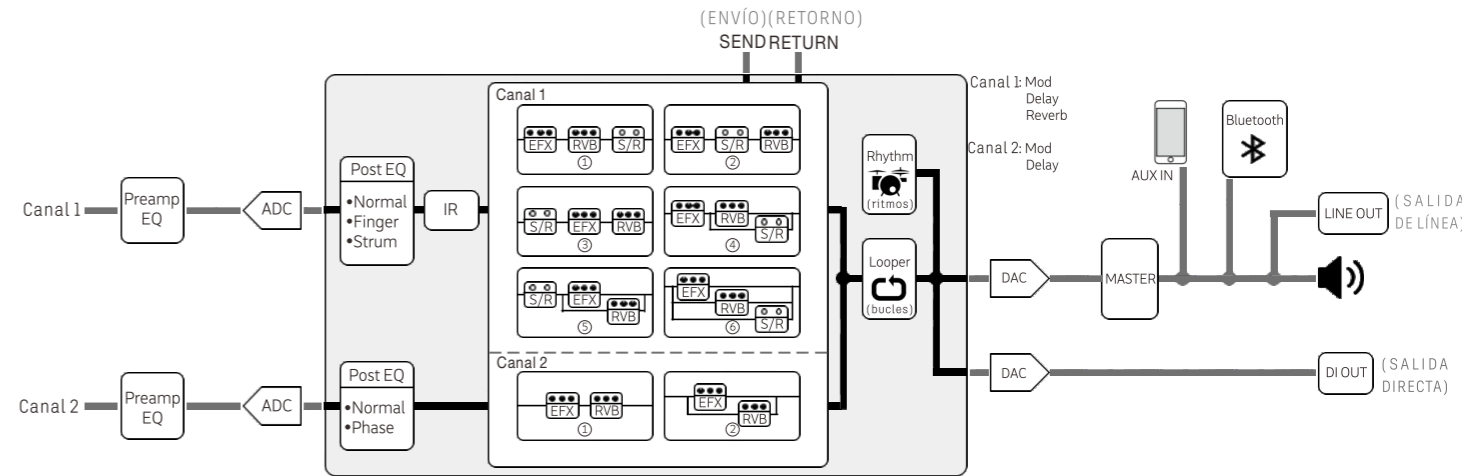 (ENVÍO)(RETORNO)
SEND RETURN
Canal 1
EFX RVB S/R
①
EFX S/R RVB
②
S/R EFX RVB
③
EFX RVB S/R
④
S/R EFX RVB
⑤
EFX RVB S/R
⑥
Canal 2
EFX RVB
①
EFX RVB
②
Canal 1
Preamp
EQ
ADC
Post EQ
•Normal
•Finger
•Strum
IR
Canal 2
Preamp
EQ
ADC
Post EQ
•Normal
•Phase
Rhythm
(ritmos)
Looper
(bucles)
Canal 1: Mod
Delay
Reverb
Canal 2: Mod
Delay
DAC
MASTER
AUX IN
Bluetooth
LINE OUT
(SALIDA
DE LÍNEA)
DAC
DI OUT
(SALIDA
DIRECTA)